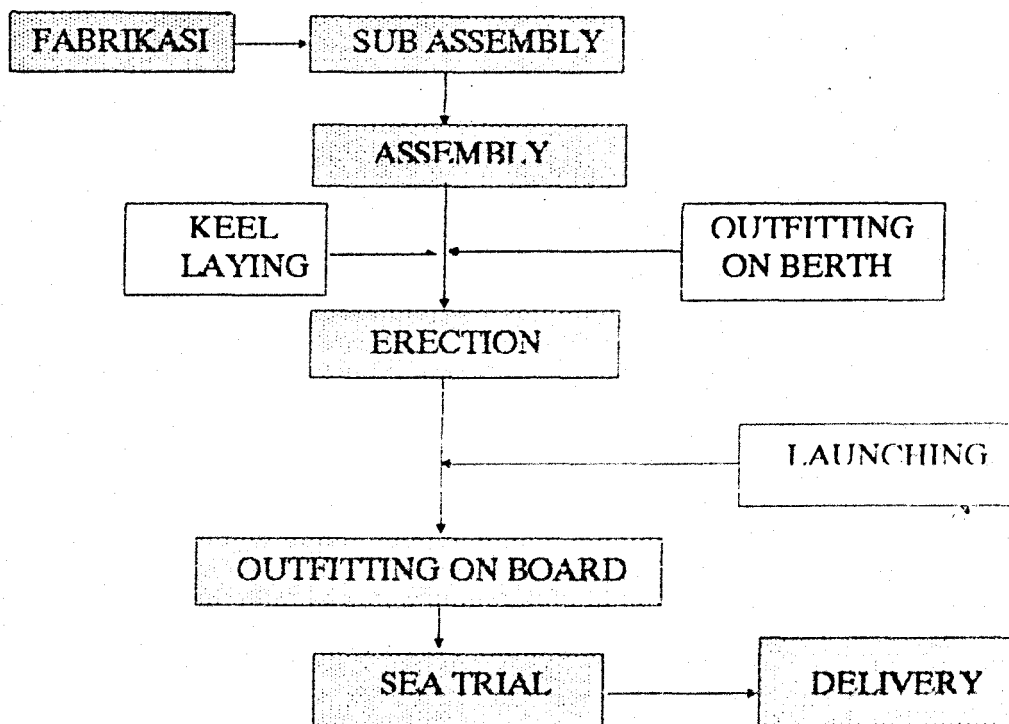 FABRIKASI
SUB ASSEMBLY
ASSEMBLY
KEEL
LAYING
OUTFITTING
ON BERTH
ERECTION
LAUNCHING
OUTFITTING ON BOARD
SEA TRIAL
DELIVERY